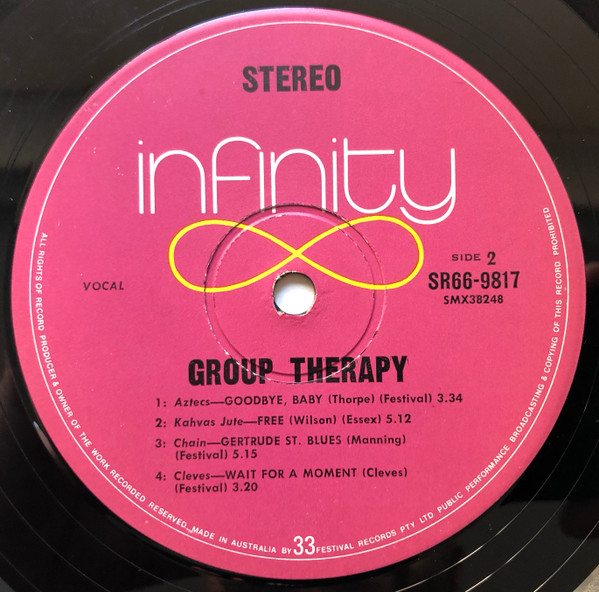 STEREO
infinity
VOCAL
SIDE 2
SR66-9817
SMX38248
GROUP THERAPY
1: Aztecs—GOODBYE, BABY (Thorpe) (Festival) 3.34
2: Kahvas Jute—FREE (Wilson) (Essex) 5.12
3: Chain—GERTRUDE ST. BLUES (Manning)
(Festival) 5.15
4: Cleves—WAIT FOR A MOMENT (Cleves)
(Festival) 3.20
ALL RIGHTS OF RECORD PRODUCER & OWNER OF THE WORK RECORDED RESERVED. MADE IN AUSTRALIA BY 33 FESTIVAL RECORDS PTY LTD PUBLIC PERFORMANCE BROADCASTING & COPYING OF THIS RECORD PROHIBITED